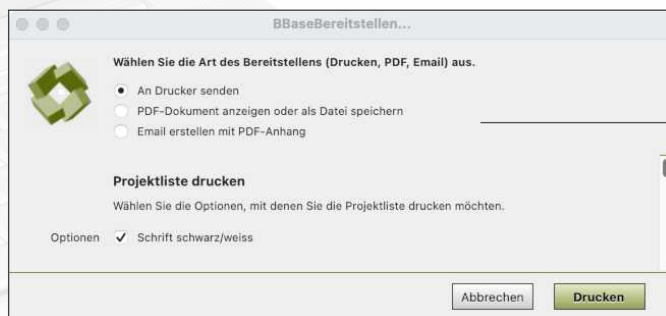 BBaseBereitstellen...
Wählen Sie die Art des Bereitstellens (Drucken, PDF, Email) aus.
An Drucker senden
PDF-Dokument anzeigen oder als Datei speichern
Email erstellen mit PDF-Anhang
Projektliste drucken
Wählen Sie die Optionen, mit denen Sie die Projektliste drucken möchten.
Optionen Schrift schwarz/weiss
Abbrechen Drucken